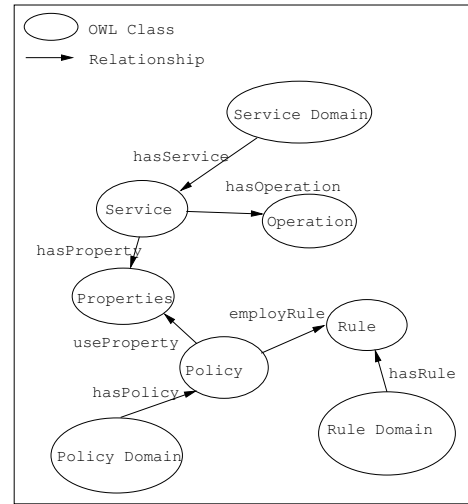 OWL Class
Relationship
Service Domain
hasService
hasOperation
Service
Operation
hasProperty
Properties
employRule
Rule
useProperty
Policy
hasRule
hasPolicy
Rule Domain
Policy Domain